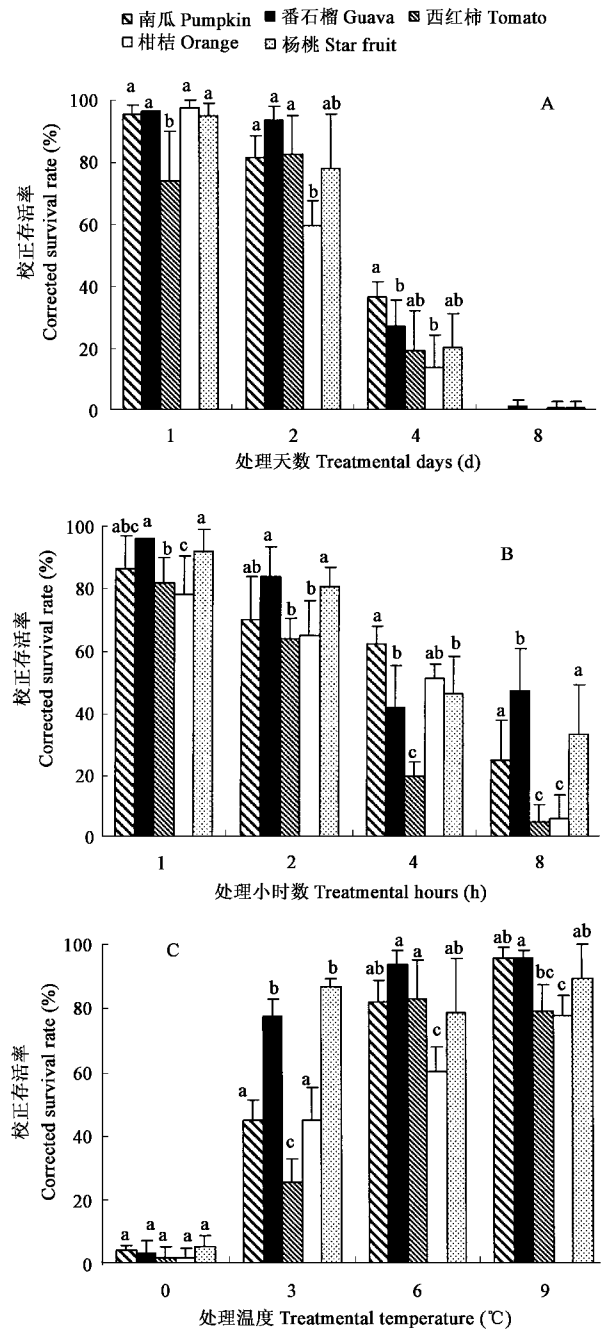 南瓜 Pumpkin 番石榴 Guava 西红柿 Tomato
柑桔 Orange 杨桃 Star fruit
A
校正存活率
Corrected survival rate (%)
100
80
60
40
20
0
a a b a a
a a a b ab
a b ab b ab
1 2 4 8
处理天数 Treatmental days (d)
B
校正存活率
Corrected survival rate (%)
100
80
60
40
20
0
abc a b c a
ab a b b a
a b c ab b
a b c c a
1 2 4 8
处理小时数 Treatmental hours (h)
C
校正存活率
Corrected survival rate (%)
100
80
60
40
20
0
a a a a a
a b c a b
ab a a c ab
ab a bc c ab
0 3 6 9
处理温度 Treatmental temperature (℃)